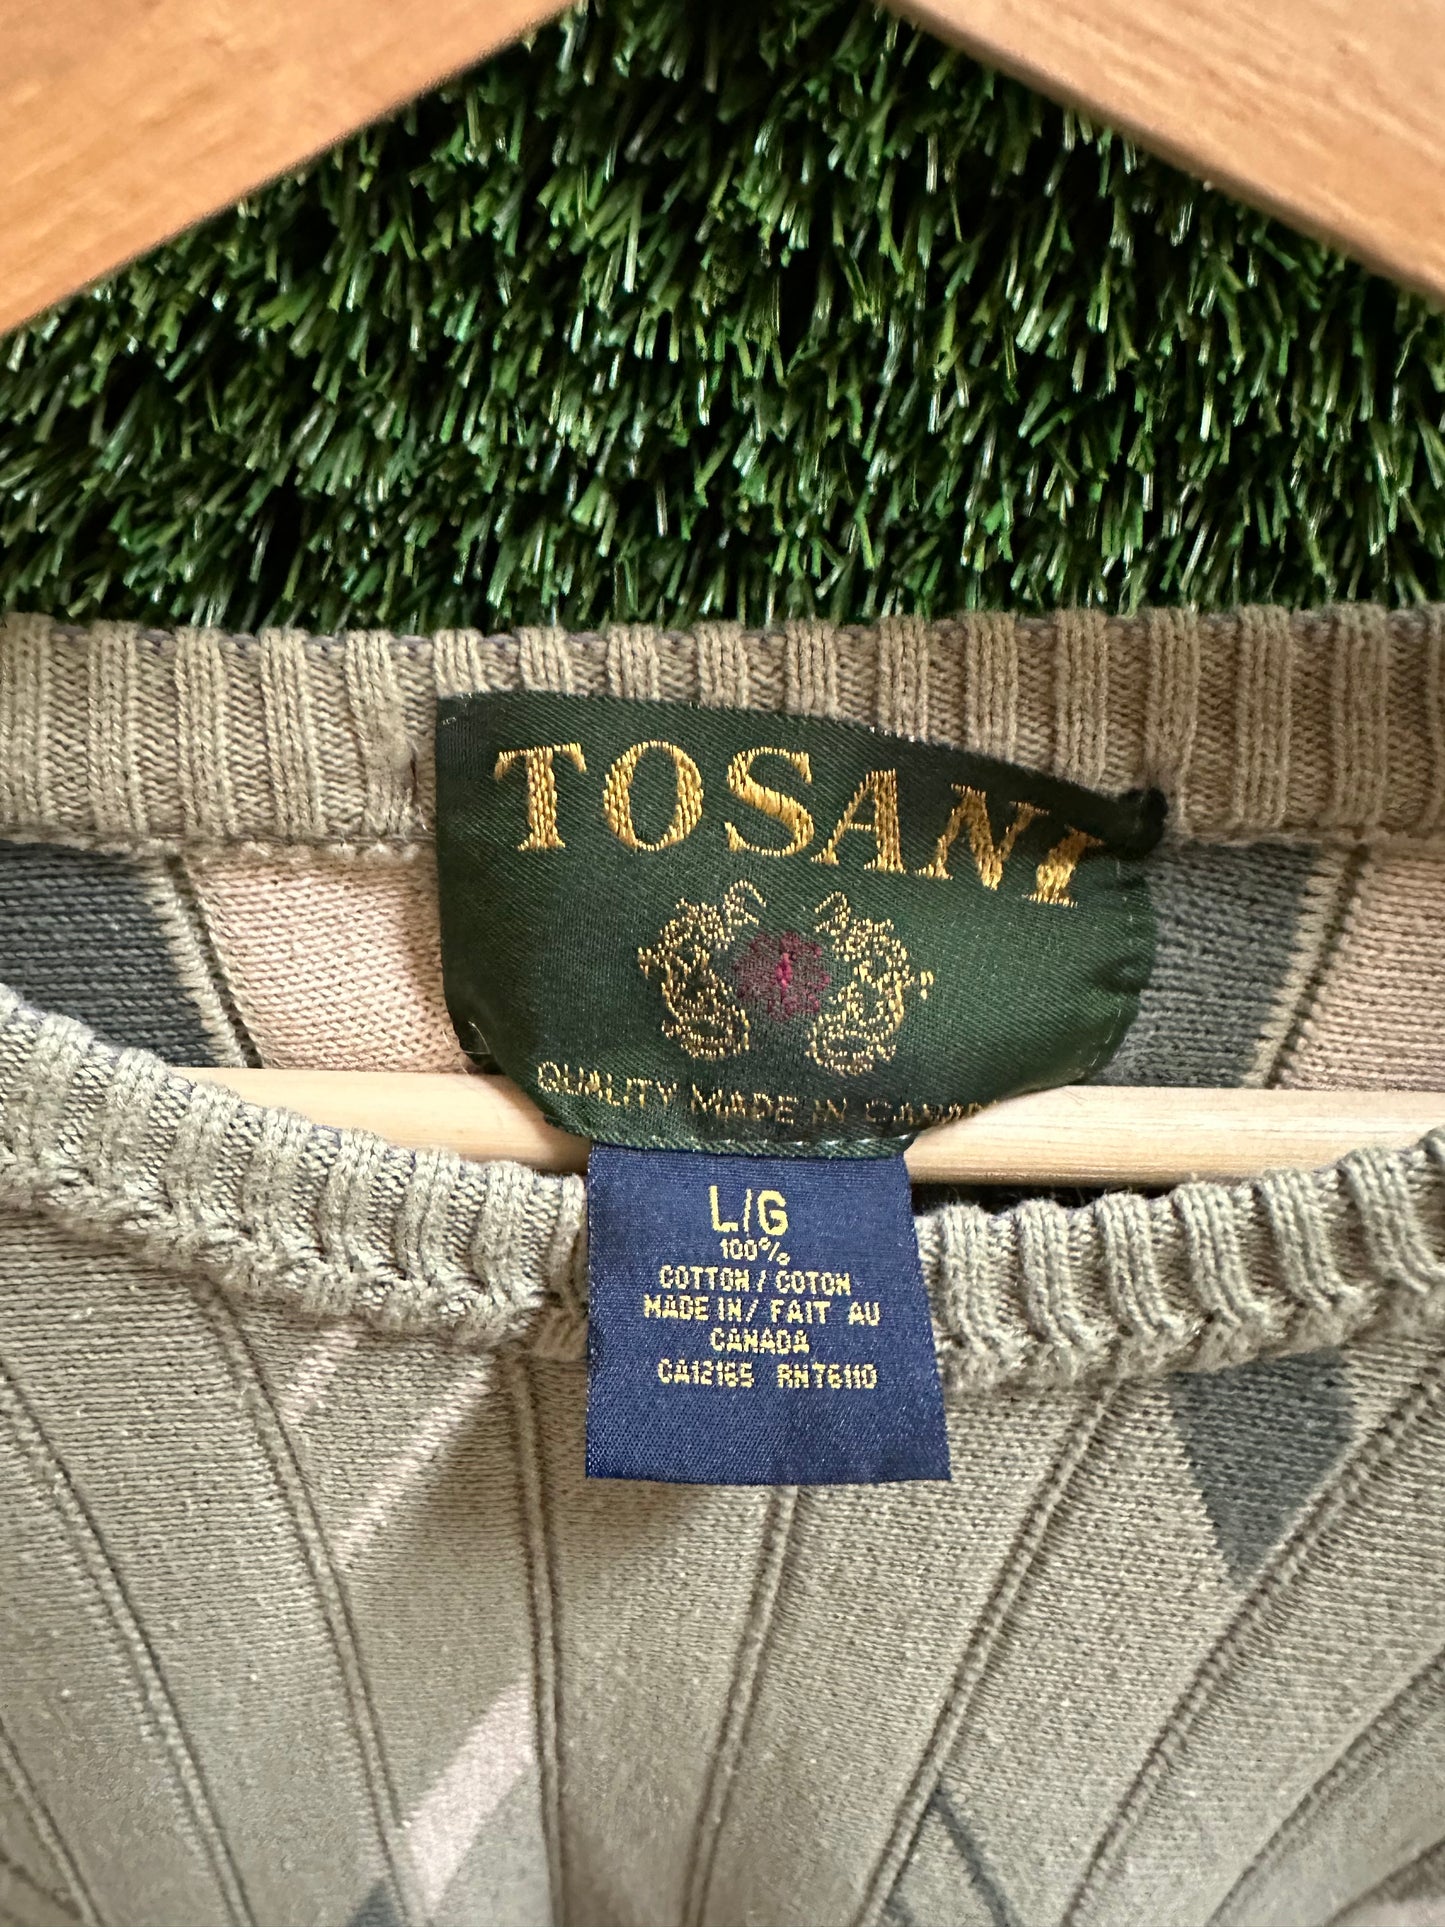 TOSANI
QUALITY MADE IN CANADA
L/G
100%
COTTON / COTON
MADE IN / FAIT AU
CANADA
CA12165 RN76110